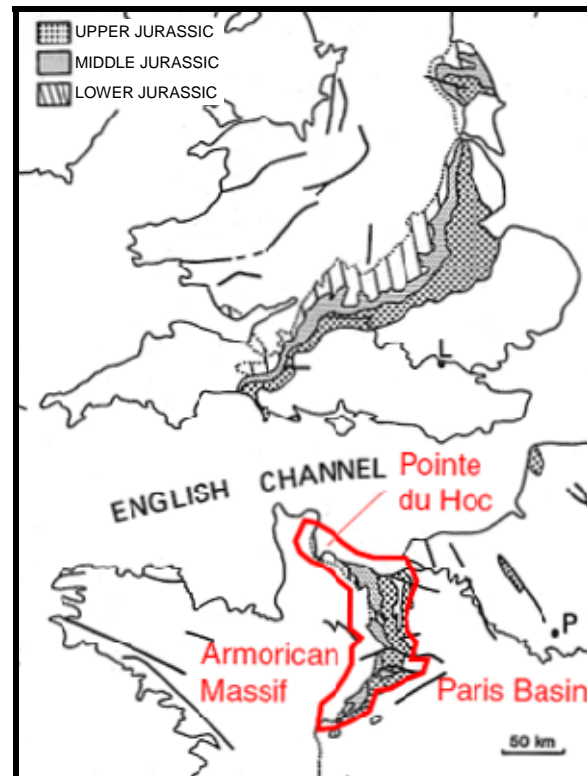 UPPER JURASSIC
MIDDLE JURASSIC
LOWER JURASSIC
L
ENGLISH CHANNEL
Pointe
du Hoc
P
Armorican
Massif
Paris Basin
50 km